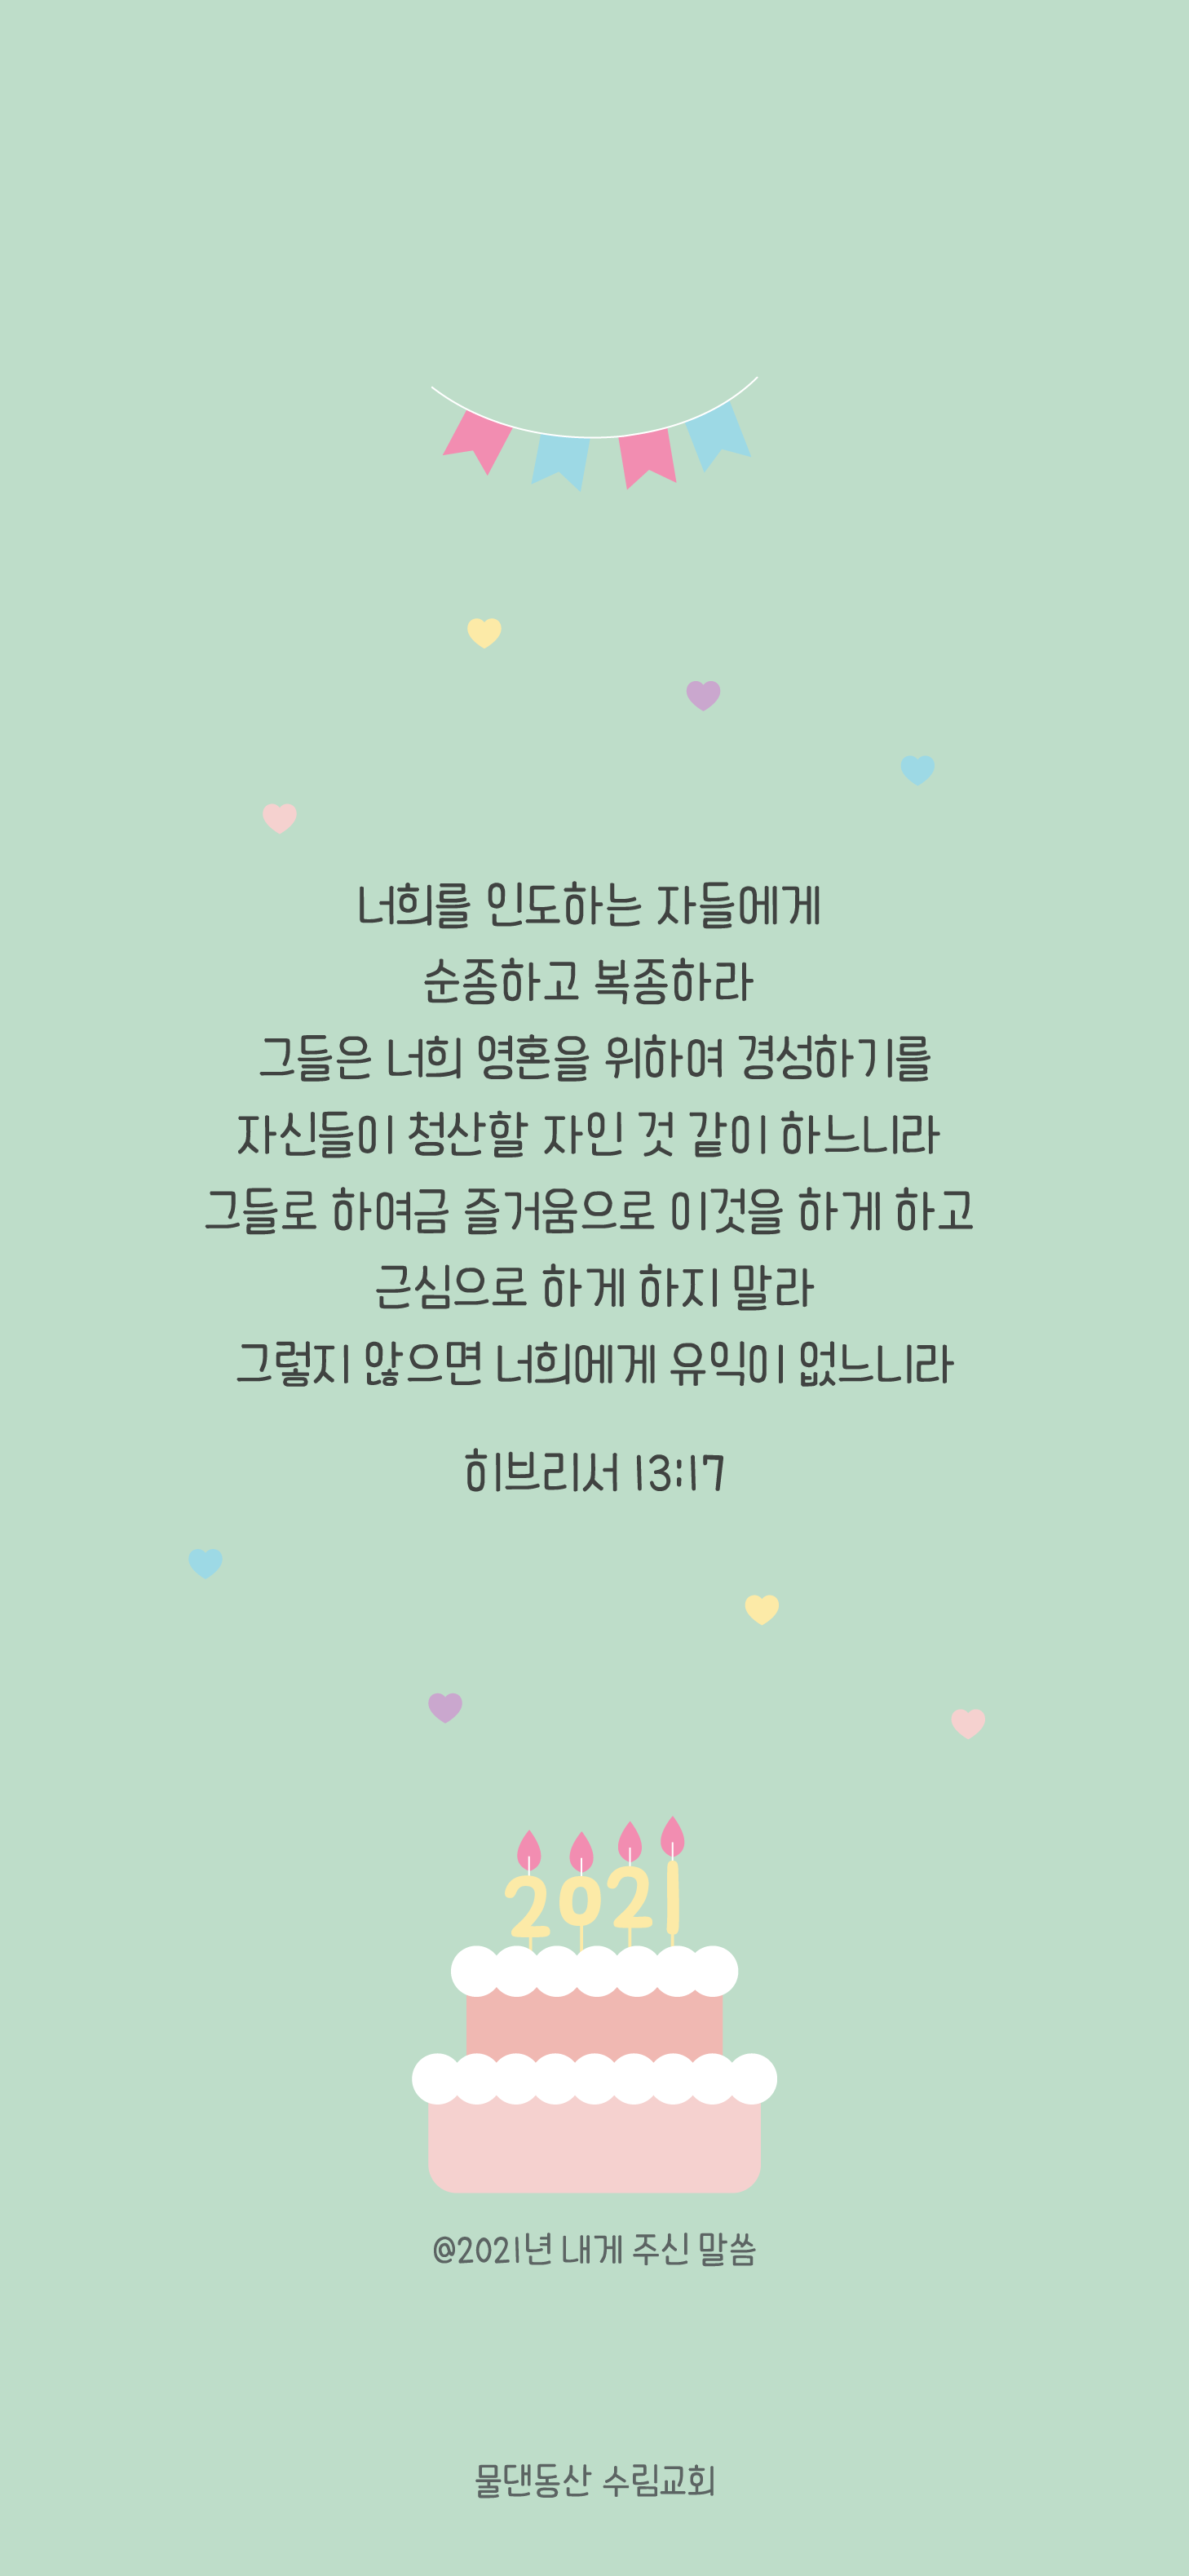 너희를 인도하는 자들에게
순종하고 복종하라
그들은 너희 영혼을 위하여 경성하기를
자신들이 청산할 자인 것 같이 하느니라
그들로 하여금 즐거움으로 이것을 하게 하고
근심으로 하게 하지 말라
그렇지 않으면 너희에게 유익이 없느니라
히브리서 13:17
2021
@2021년 내게 주신 말씀
물댄동산 수림교회